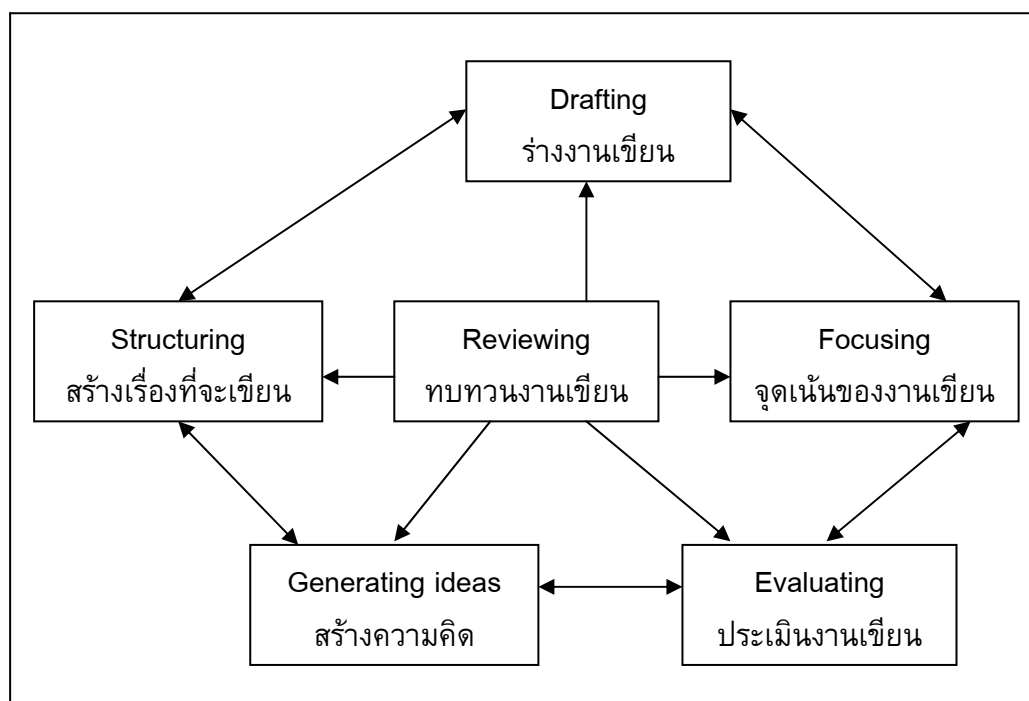 Drafting
ร่างงานเขียน
Structuring
สร้างเรื่องที่จะเขียน
Reviewing
ทบทวนงานเขียน
Focusing
จุดเน้นของงานเขียน
Generating ideas
สร้างความคิด
Evaluating
ประเมินงานเขียน